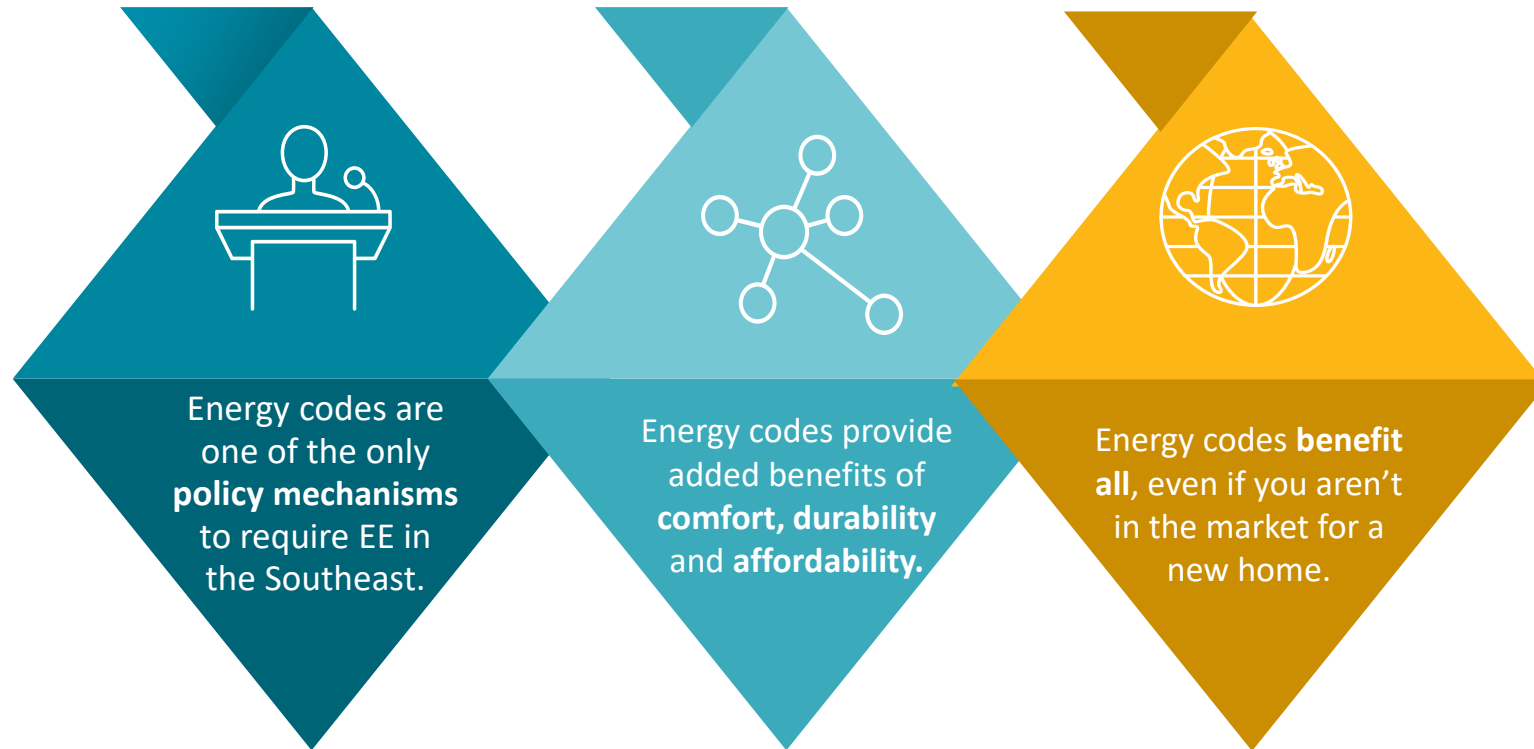 Energy codes are
one of the only
policy mechanisms
to require EE in
the Southeast.
Energy codes provide
added benefits of
comfort, durability
and affordability.
Energy codes benefit
all, even if you aren’t
in the market for a
new home.